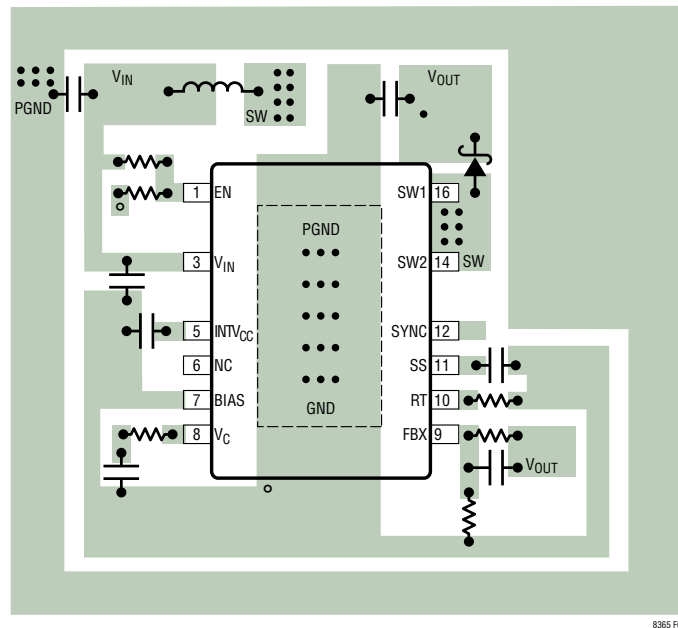 PGND
VIN
SW
VOUT
1 EN
3 VIN
5 INTVCC
6 NC
7 BIAS
8 VC
PGND
GND
SW1 16
SW2 14 SW
SYNC 12
SS 11
RT 10
FBX 9
VOUT
8365